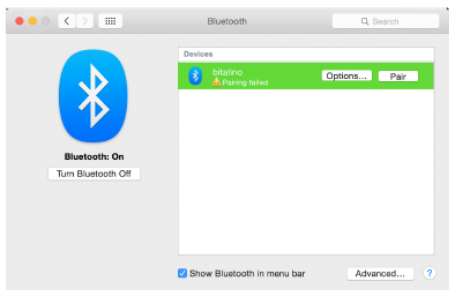 Bluetooth
Search
Devices
bitalino
Pairing failed
Options...
Pair
Bluetooth: On
Turn Bluetooth Off
Show Bluetooth in menu bar
Advanced...
?